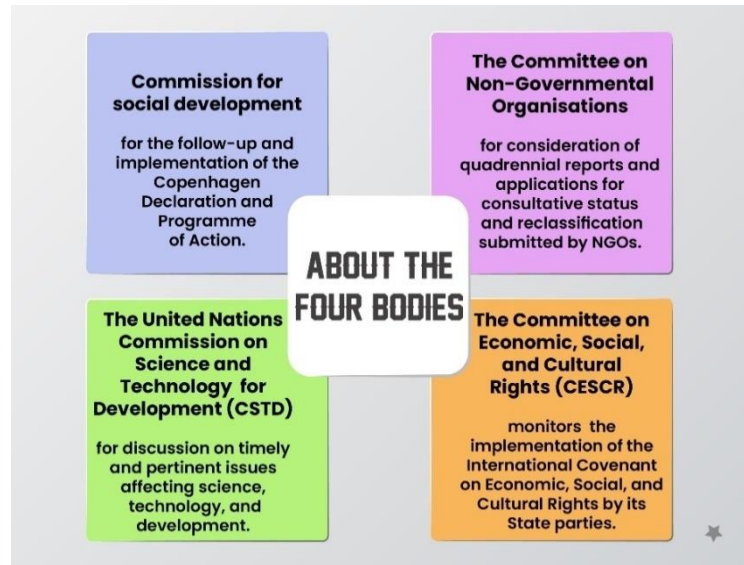 Commission for
social development
for the follow-up and
implementation of the
Copenhagen
Declaration and
Programme
of Action.
The Committee on
Non-Governmental
Organisations
for consideration of
quadrennial reports and
applications for
consultative status
and reclassification
submitted by NGOs.
ABOUT THE
FOUR BODIES
The United Nations
Commission on
Science and
Technology for
Development (CSTD)
for discussion on timely
and pertinent issues
affecting science,
technology, and
development.
The Committee on
Economic, Social,
and Cultural
Rights (CESCR)
monitors the
implementation of the
International Covenant
on Economic, Social, and
Cultural Rights by its
State parties.